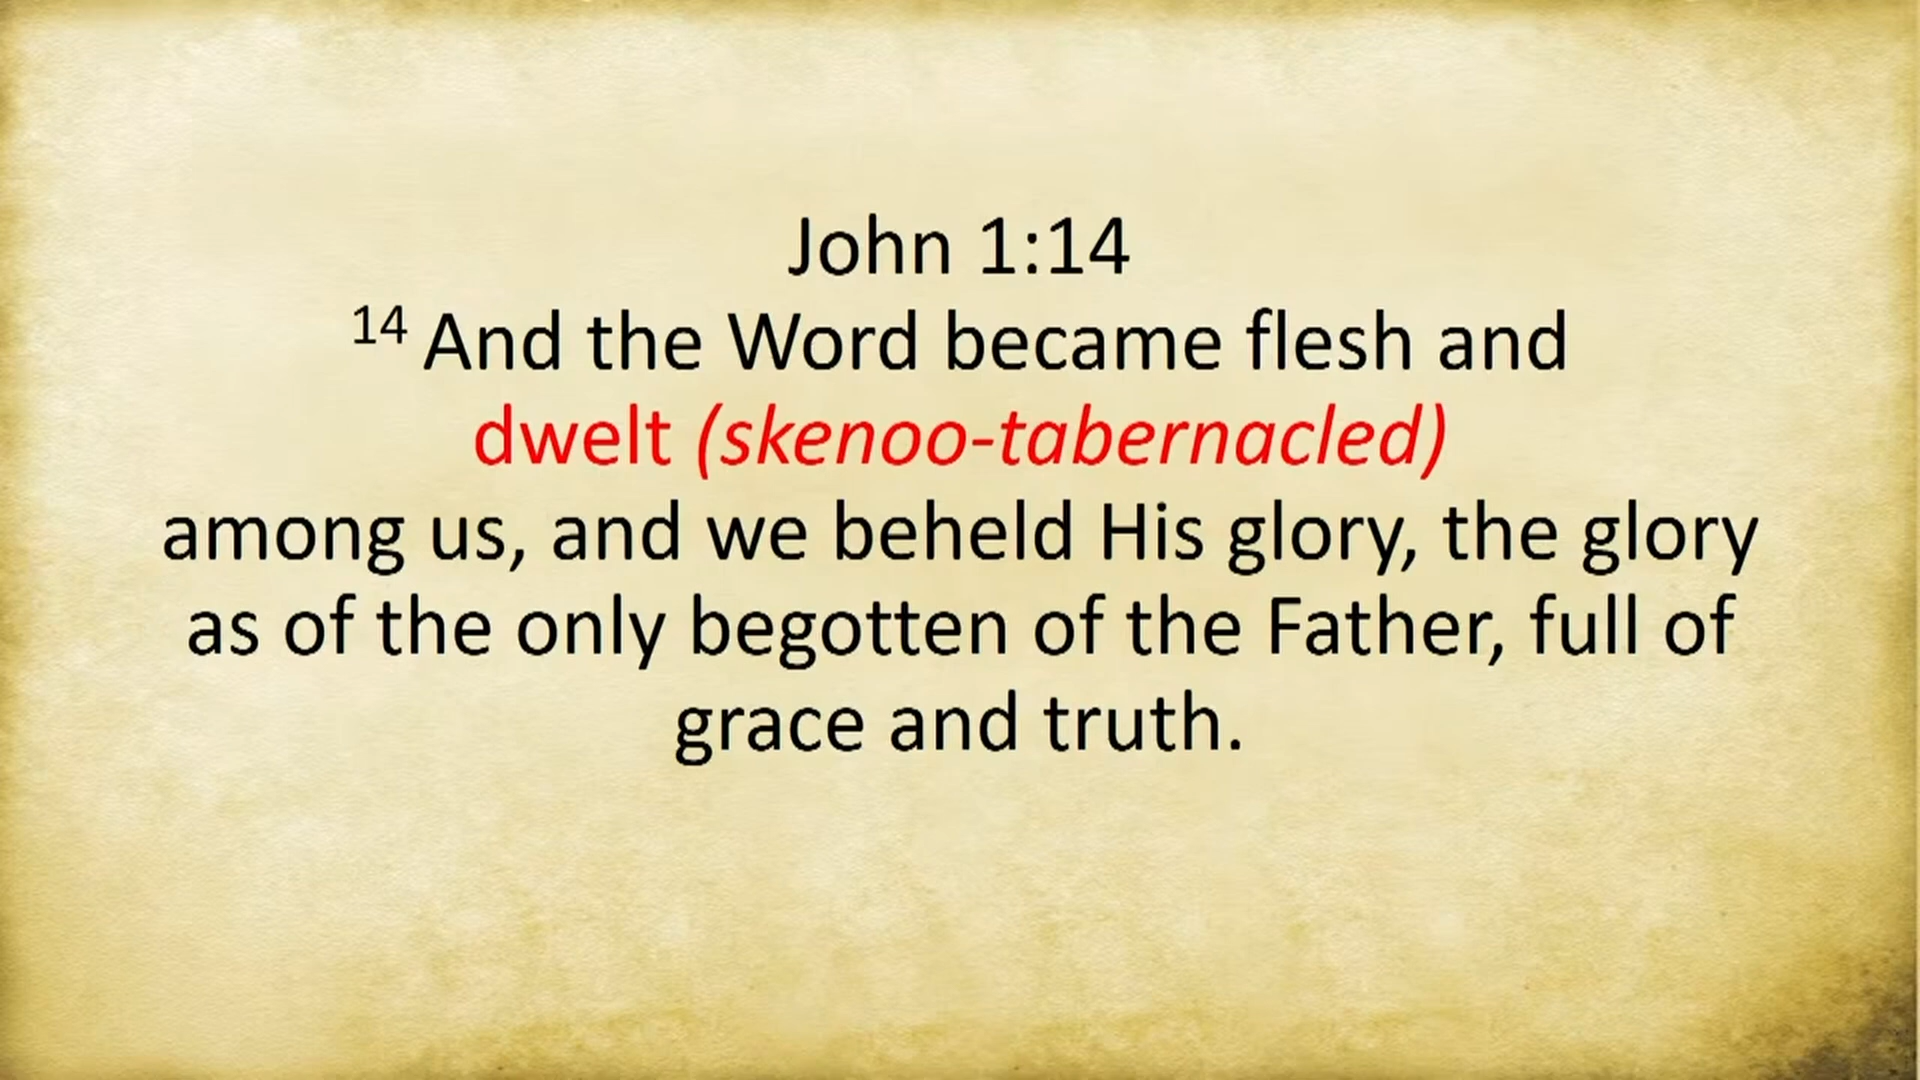 John 1:14
14 And the Word became flesh and
dwelt (skenoo-tabernacled)
among us, and we beheld His glory, the glory
as of the only begotten of the Father, full of
grace and truth.